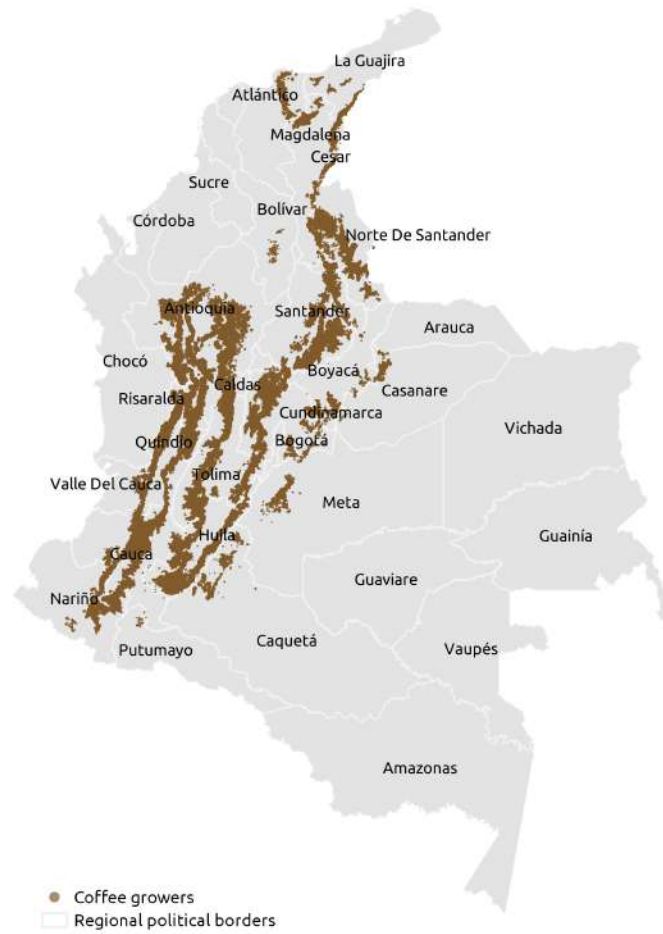 La Guajira
Atlántico
Magdalena
Cesar
Sucre
Bolívar
Córdoba
Norte De Santander
Antioquia
Santander
Arauca
Chocó
Boyacá
Caldas
Casanare
Risaralda
Cundinamarca
Vichada
Quindío
Bogotá
Tolima
Valle Del Cauca
Meta
Huila
Guainía
Cauca
Guaviare
Nariño
Caquetá
Putumayo
Vaupés
Amazonas
Coffee growers
Regional political borders